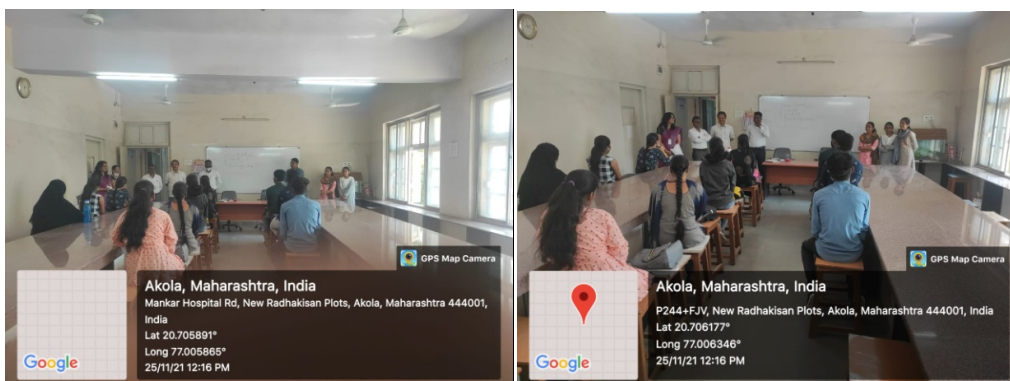 GPS Map Camera
Akola, Maharashtra, India
Mankar Hospital Rd, New Radhakisan Plots, Akola, Maharashtra 444001,
India
Lat 20.705891°
Long 77.005865°
25/11/21 12:16 PM
Google
GPS Map Camera
Akola, Maharashtra, India
P244+FJV, New Radhakisan Plots, Akola, Maharashtra 444001, India
Lat 20.706177°
Long 77.006346°
25/11/21 12:16 PM
Google